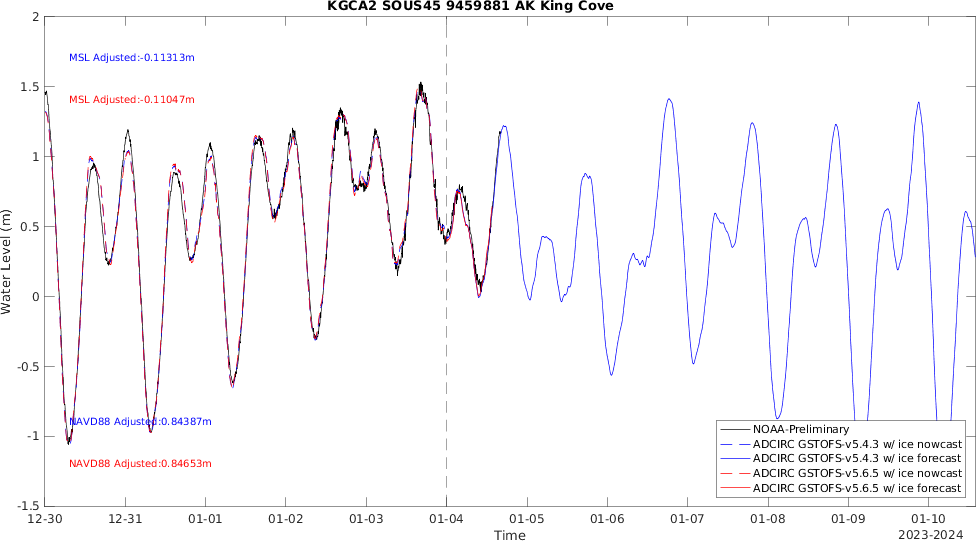 KGCA2 SOUS45 9459881 AK King Cove
2
1.5
1
0.5
0
-0.5
-1
-1.5
Water Level (m)
MSL Adjusted:-0.11313m
MSL Adjusted:-0.11047m
NAVD88 Adjusted:0.84387m
NAVD88 Adjusted:0.84653m
NOAA-Preliminary
ADCIRC GSTOFS-v5.4.3 w/ ice nowcast
ADCIRC GSTOFS-v5.4.3 w/ ice forecast
ADCIRC GSTOFS-v5.6.5 w/ ice nowcast
ADCIRC GSTOFS-v5.6.5 w/ ice forecast
12-30 12-31 01-01 01-02 01-03 01-04 01-05 01-06 01-07 01-08 01-09 01-10
Time
2023-2024